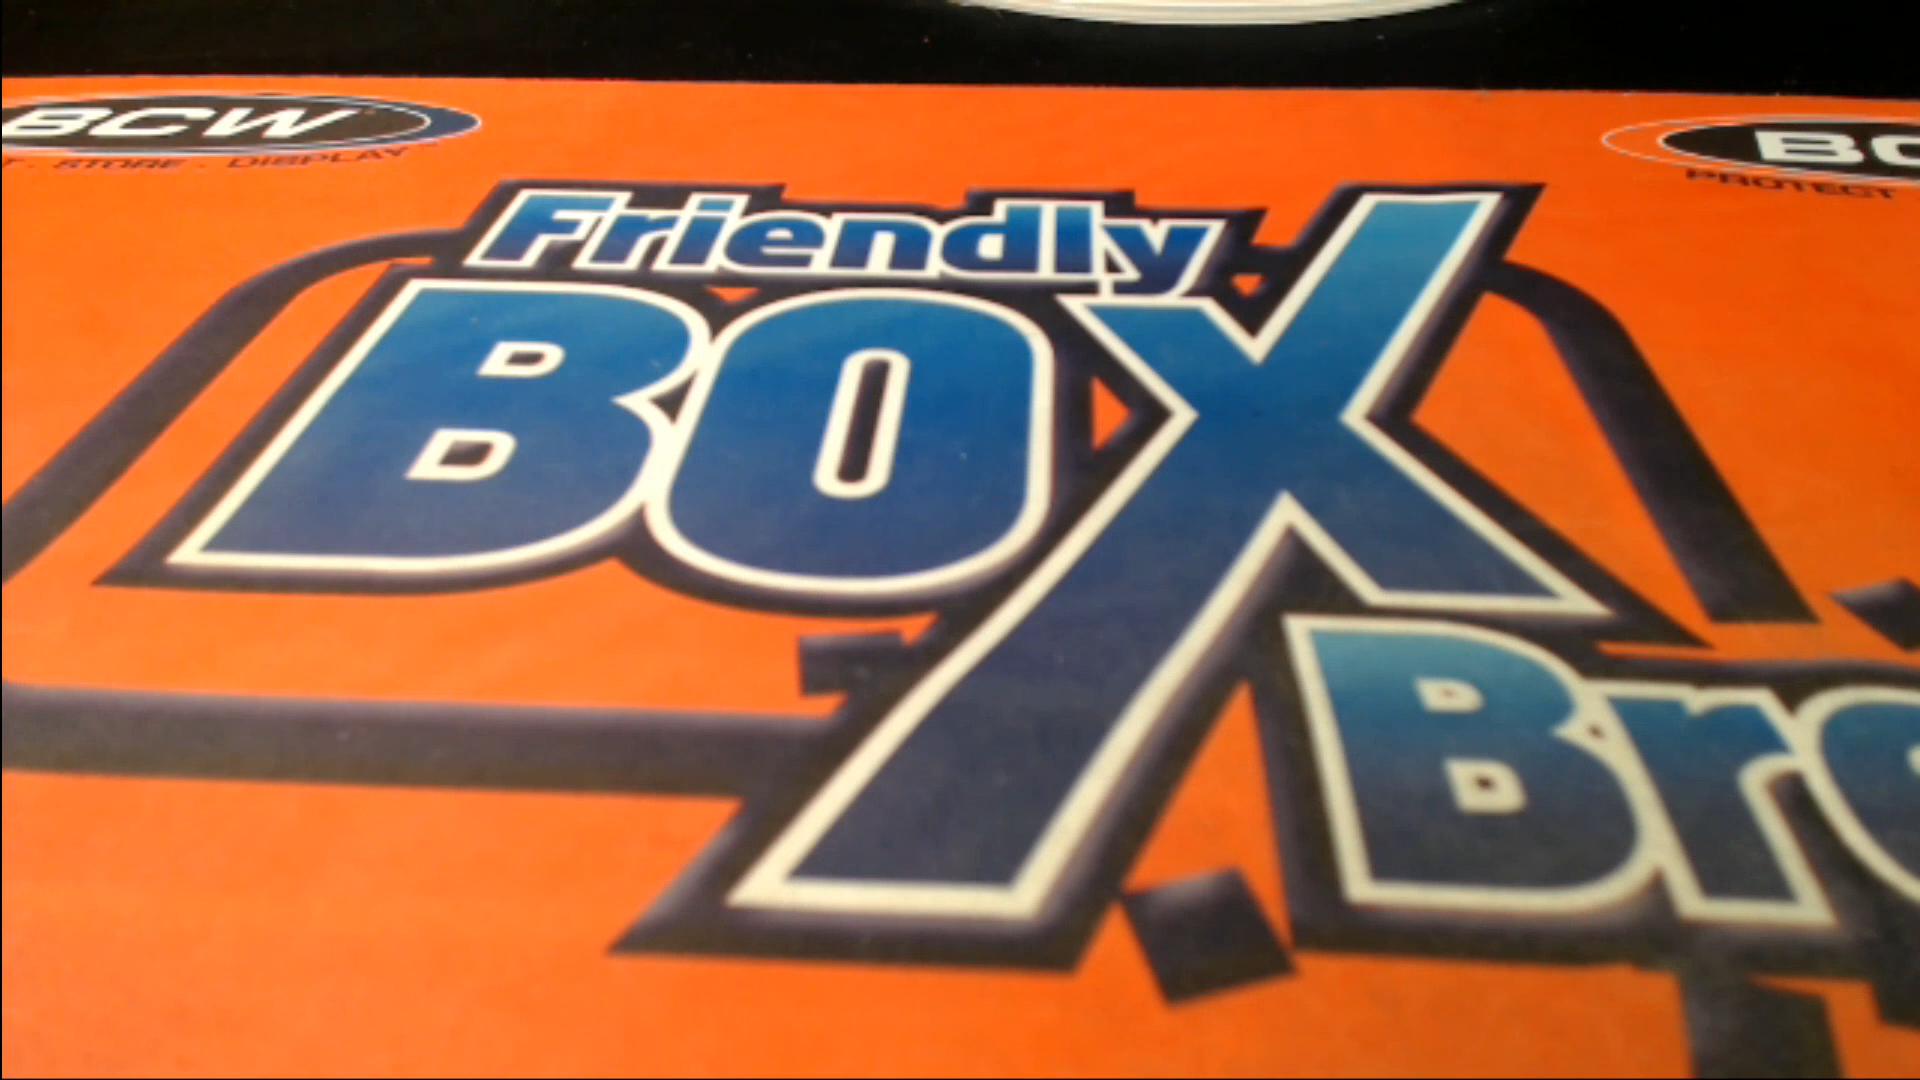 BCW
STORE · DISPLAY
PROTECT
Friendly
BOX